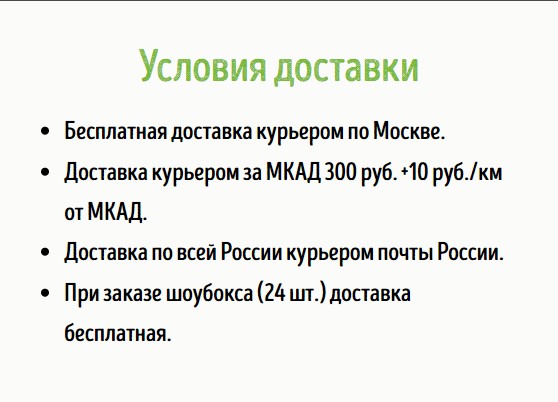 Условия доставки
• Бесплатная доставка курьером по Москве.
• Доставка курьером за МКАД 300 руб. +10 руб./км
от МКАД.
• Доставка по всей России курьером почты России.
• При заказе шоубокса (24 шт.) доставка
бесплатная.